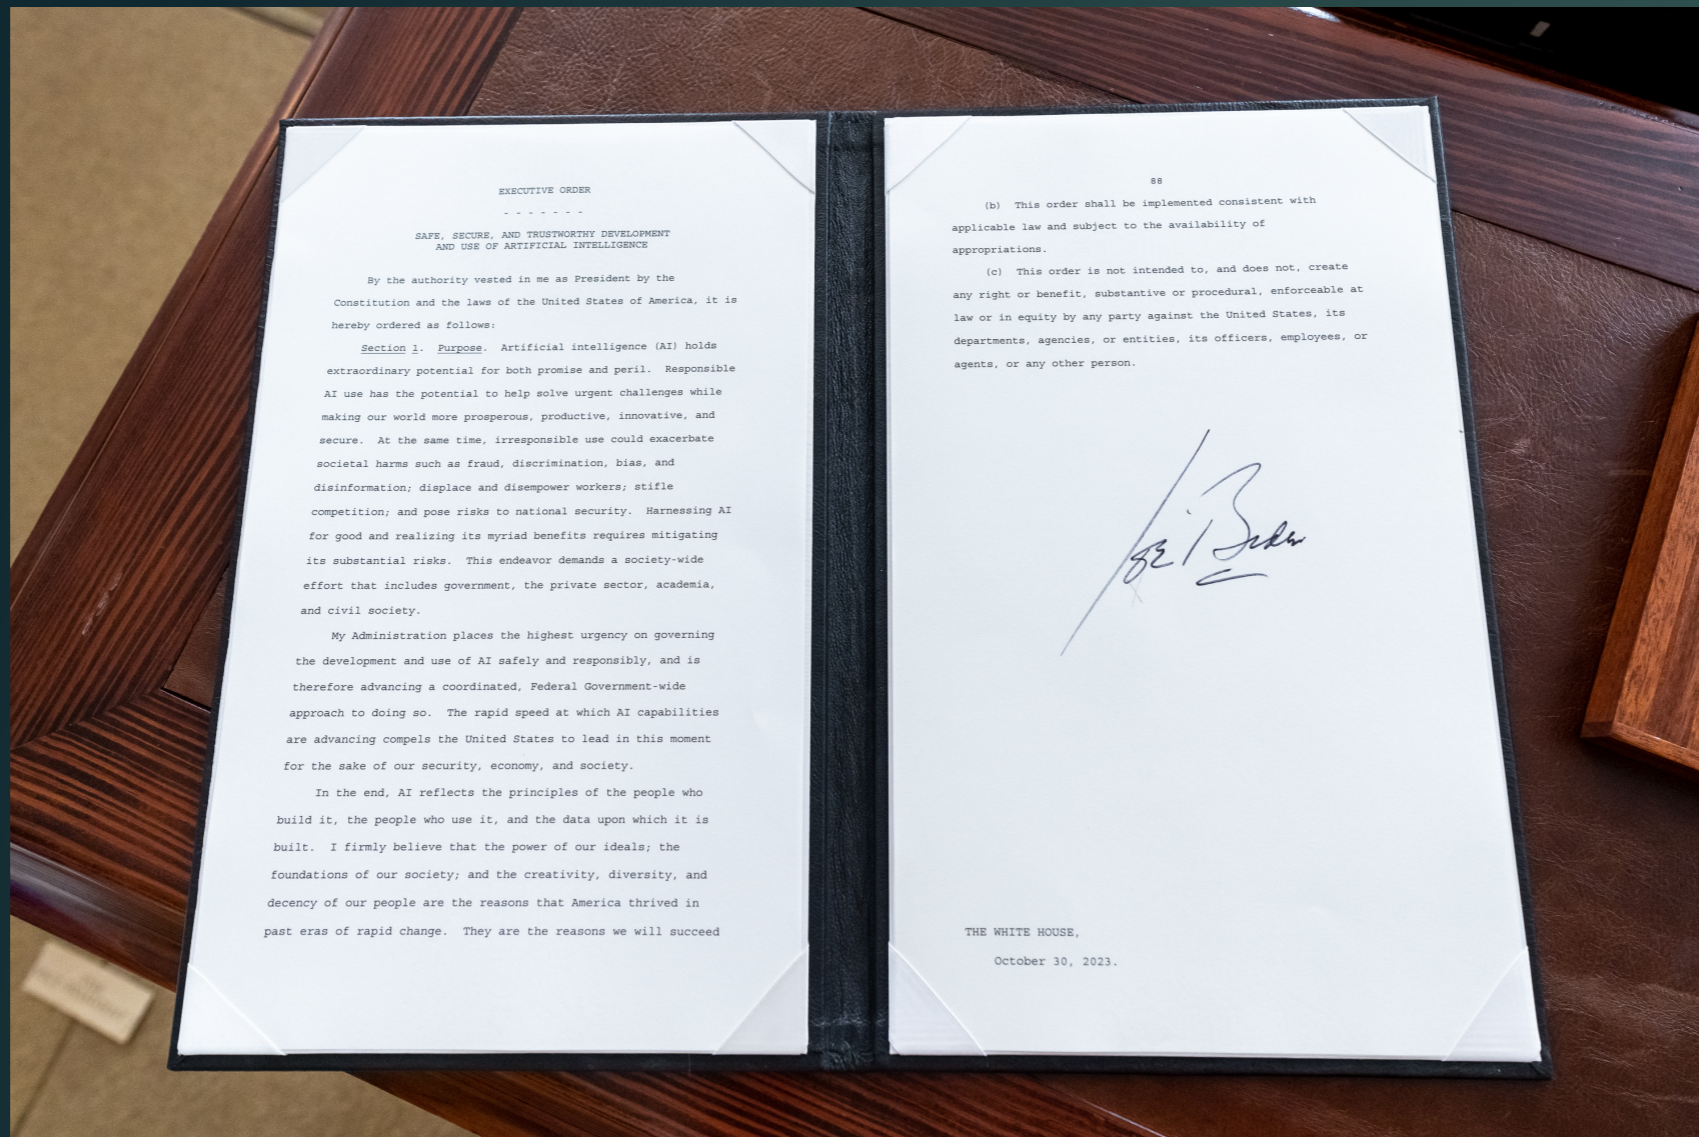 EXECUTIVE ORDER
- - - - - - -
SAFE, SECURE, AND TRUSTWORTHY DEVELOPMENT
AND USE OF ARTIFICIAL INTELLIGENCE
By the authority vested in me as President by the
Constitution and the laws of the United States of America, it is
hereby ordered as follows:
Section 1. Purpose. Artificial intelligence (AI) holds
extraordinary potential for both promise and peril. Responsible
AI use has the potential to help solve urgent challenges while
making our world more prosperous, productive, innovative, and
secure. At the same time, irresponsible use could exacerbate
societal harms such as fraud, discrimination, bias, and
disinformation; displace and disempower workers; stifle
competition; and pose risks to national security. Harnessing AI
for good and realizing its myriad benefits requires mitigating
its substantial risks. This endeavor demands a society-wide
effort that includes government, the private sector, academia,
and civil society.
My Administration places the highest urgency on governing
the development and use of AI safely and responsibly, and is
therefore advancing a coordinated, Federal Government-wide
approach to doing so. The rapid speed at which AI capabilities
are advancing compels the United States to lead in this moment
for the sake of our security, economy, and society.
In the end, AI reflects the principles of the people who
build it, the people who use it, and the data upon which it is
built. I firmly believe that the power of our ideals; the
foundations of our society; and the creativity, diversity, and
decency of our people are the reasons that America thrived in
past eras of rapid change. They are the reasons we will succeed
88
(b) This order shall be implemented consistent with
applicable law and subject to the availability of
appropriations.
(c) This order is not intended to, and does not, create
any right or benefit, substantive or procedural, enforceable at
law or in equity by any party against the United States, its
departments, agencies, or entities, its officers, employees, or
agents, or any other person.
Joe Biden
THE WHITE HOUSE,
October 30, 2023.